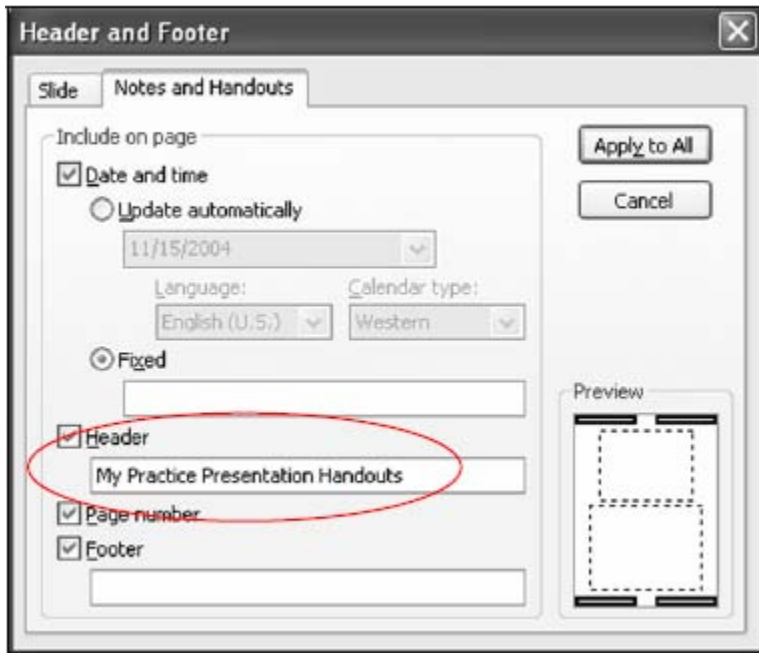 Header and Footer
Slide
Notes and Handouts
Include on page
Date and time
Update automatically
11/15/2004
Language:
Calendar type:
English (U.S.)
Western
Fixed
Header
My Practice Presentation Handouts
Page number
Footer
Apply to All
Cancel
Preview